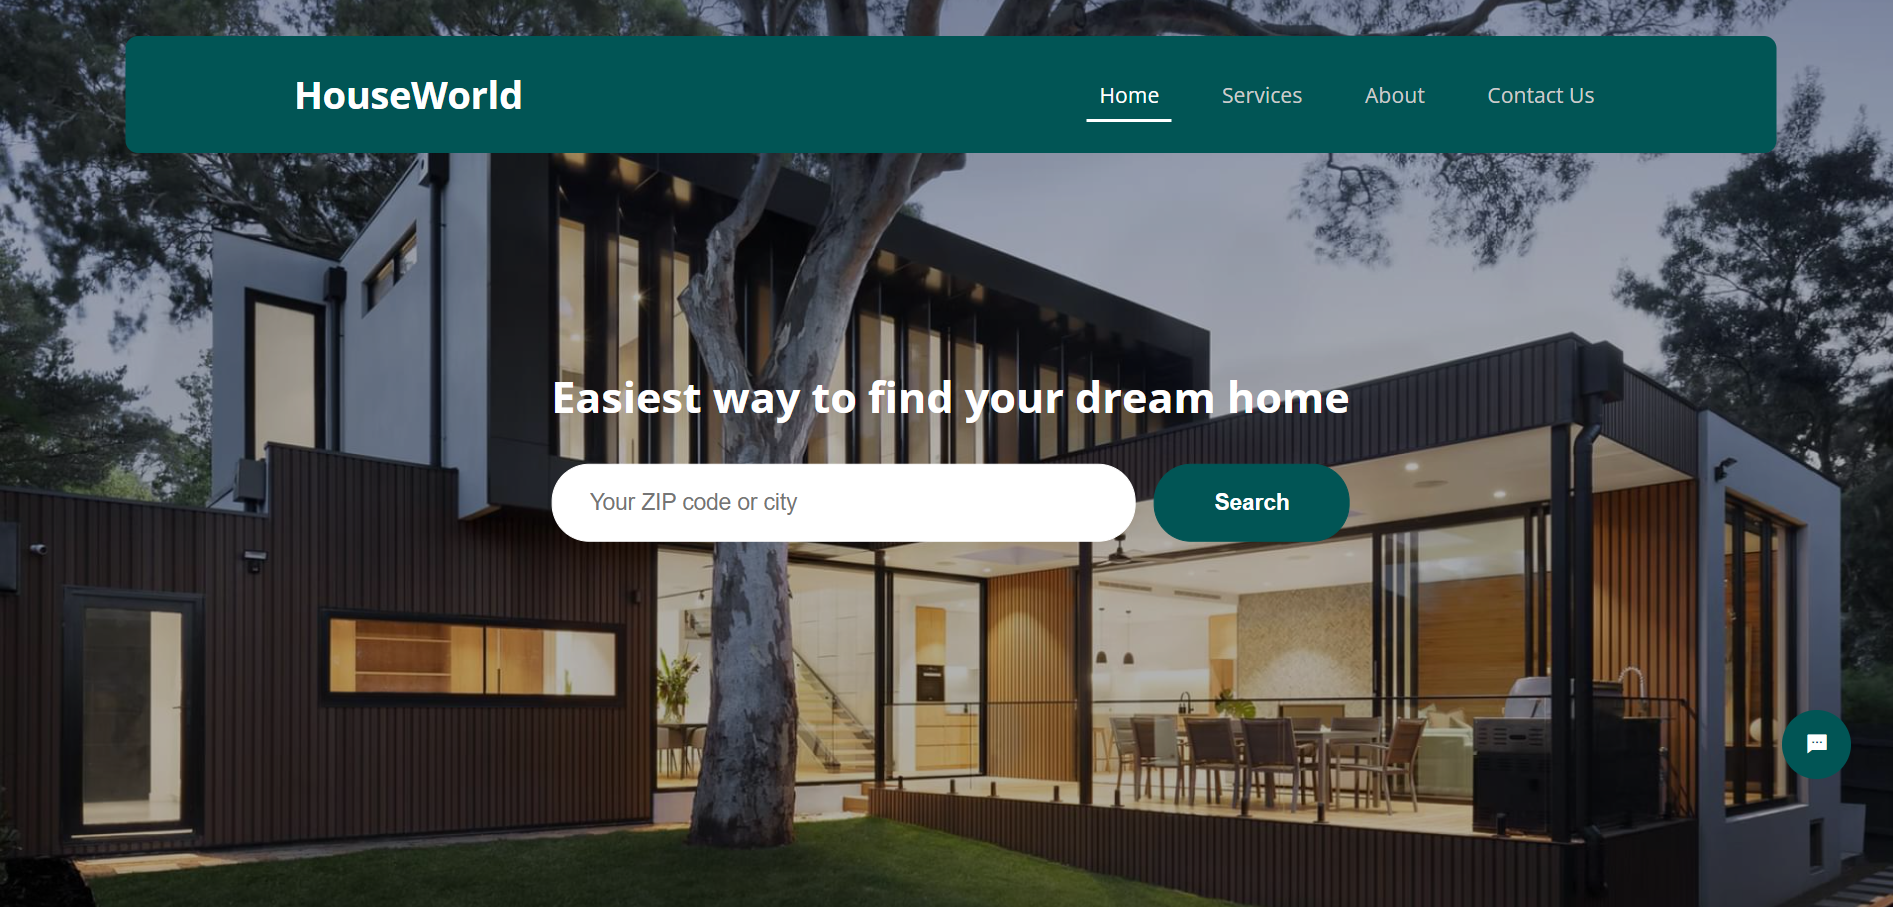 HouseWorld
Home Services About Contact Us
Easiest way to find your dream home
Your ZIP code or city
Search